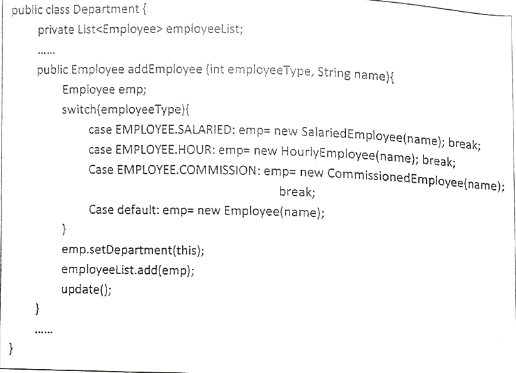 public class Department {
private List<Employee> employeeList;
......
public Employee addEmployee (int employeeType, String name){
Employee emp;
switch(employeeType){
case EMPLOYEE.SALARIED: emp= new SalariedEmployee(name); break;
case EMPLOYEE.HOUR: emp= new HourlyEmployee(name); break;
Case EMPLOYEE.COMMISSION: emp= new CommissionedEmployee(name);
break;
Case default: emp= new Employee(name);
}
emp.setDepartment(this);
employeeList.add(emp);
update();
}
......
}